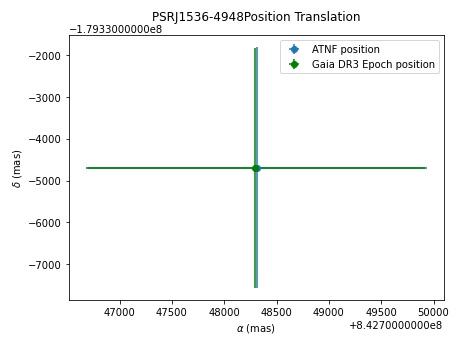 PSRJ1536-4948Position Translation
−1.7933000000e8
−2000
−3000
−4000
−5000
−6000
−7000
δ (mas)
ATNF position
Gaia DR3 Epoch position
47000 47500 48000 48500 49000 49500 50000
α (mas)
+8.4270000000e8